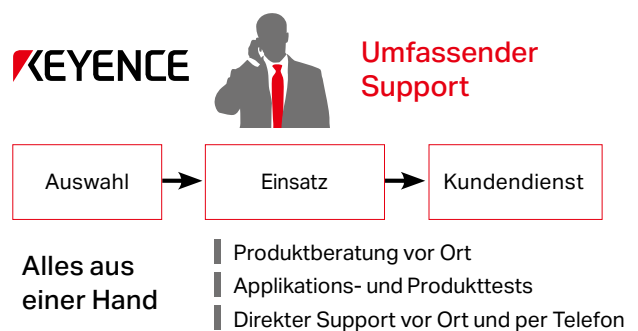 KEYENCE
Umfassender
Support
Auswahl
Einsatz
Kundendienst
Alles aus
einer Hand
Produktberatung vor Ort
Applikations- und Produkttests
Direkter Support vor Ort und per Telefon